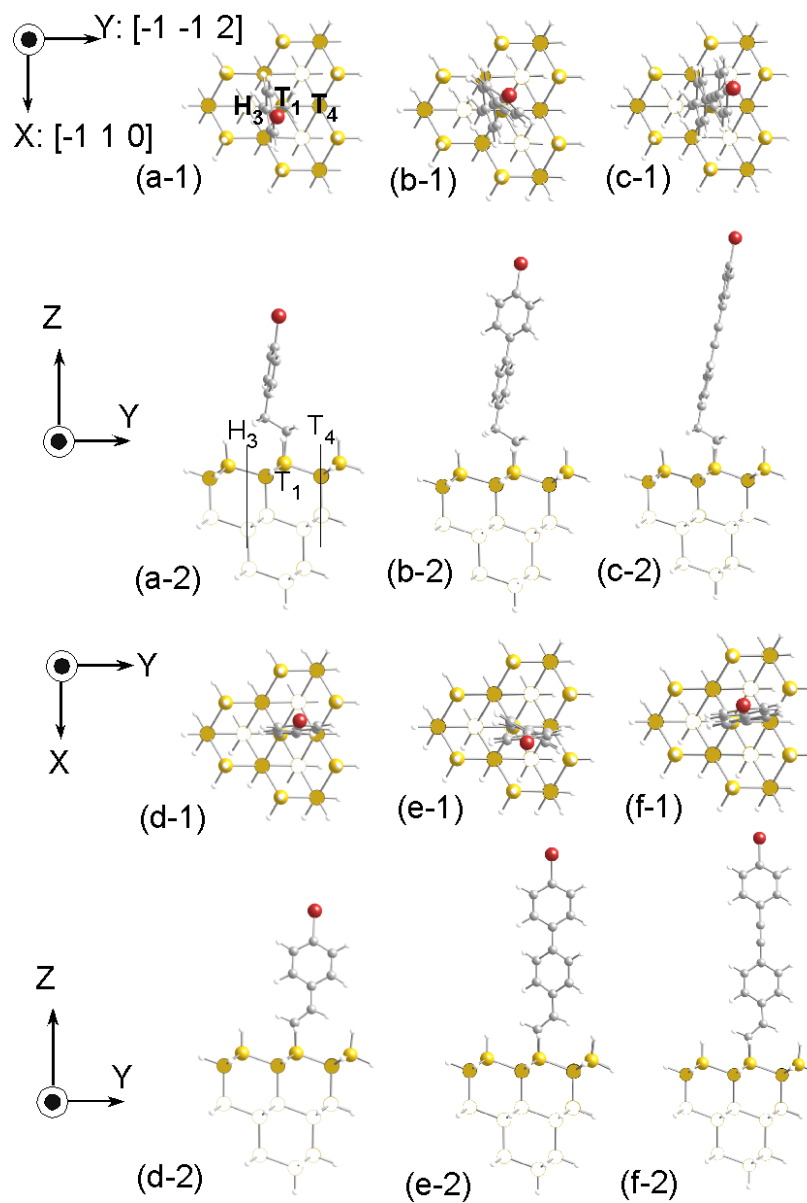 Y: [-1 -1 2]
X: [-1 1 0]
H3 T1 T4
(a-1)
(b-1)
(c-1)
Z
Y
H3
T4
T1
(a-2)
(b-2)
(c-2)
Y
X
(d-1)
(e-1)
(f-1)
Z
Y
(d-2)
(e-2)
(f-2)